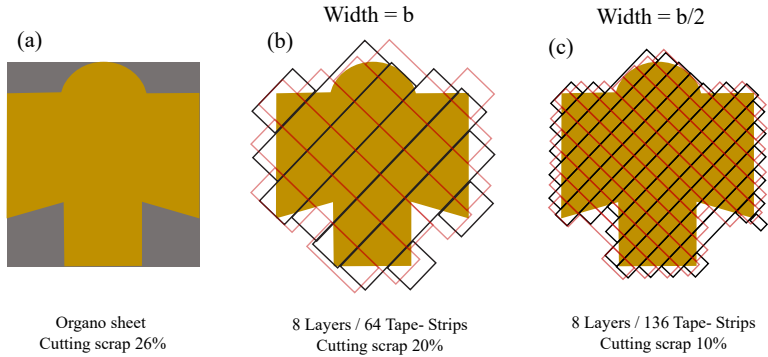 Width = b
Width = b/2
(a)
(b)
(c)
Organo sheet
Cutting scrap 26%
8 Layers / 64 Tape- Strips
Cutting scrap 20%
8 Layers / 136 Tape- Strips
Cutting scrap 10%